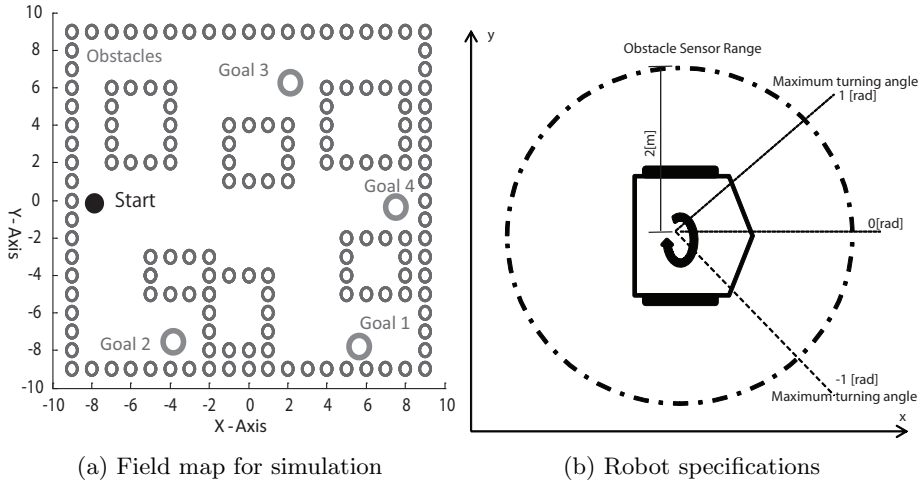 10
8
6
4
2
0
-2
-4
-6
-8
-10
Y-Axis
Obstacles
Goal 3
Goal 4
Start
Goal 1
Goal 2
-10 -8 -6 -4 -2 0 2 4 6 8 10
X-Axis
(a) Field map for simulation
y
Obstacle Sensor Range
Maximum turning angle
1 [rad]
2[m]
0[rad]
-1 [rad]
Maximum turning angle
x
(b) Robot specifications